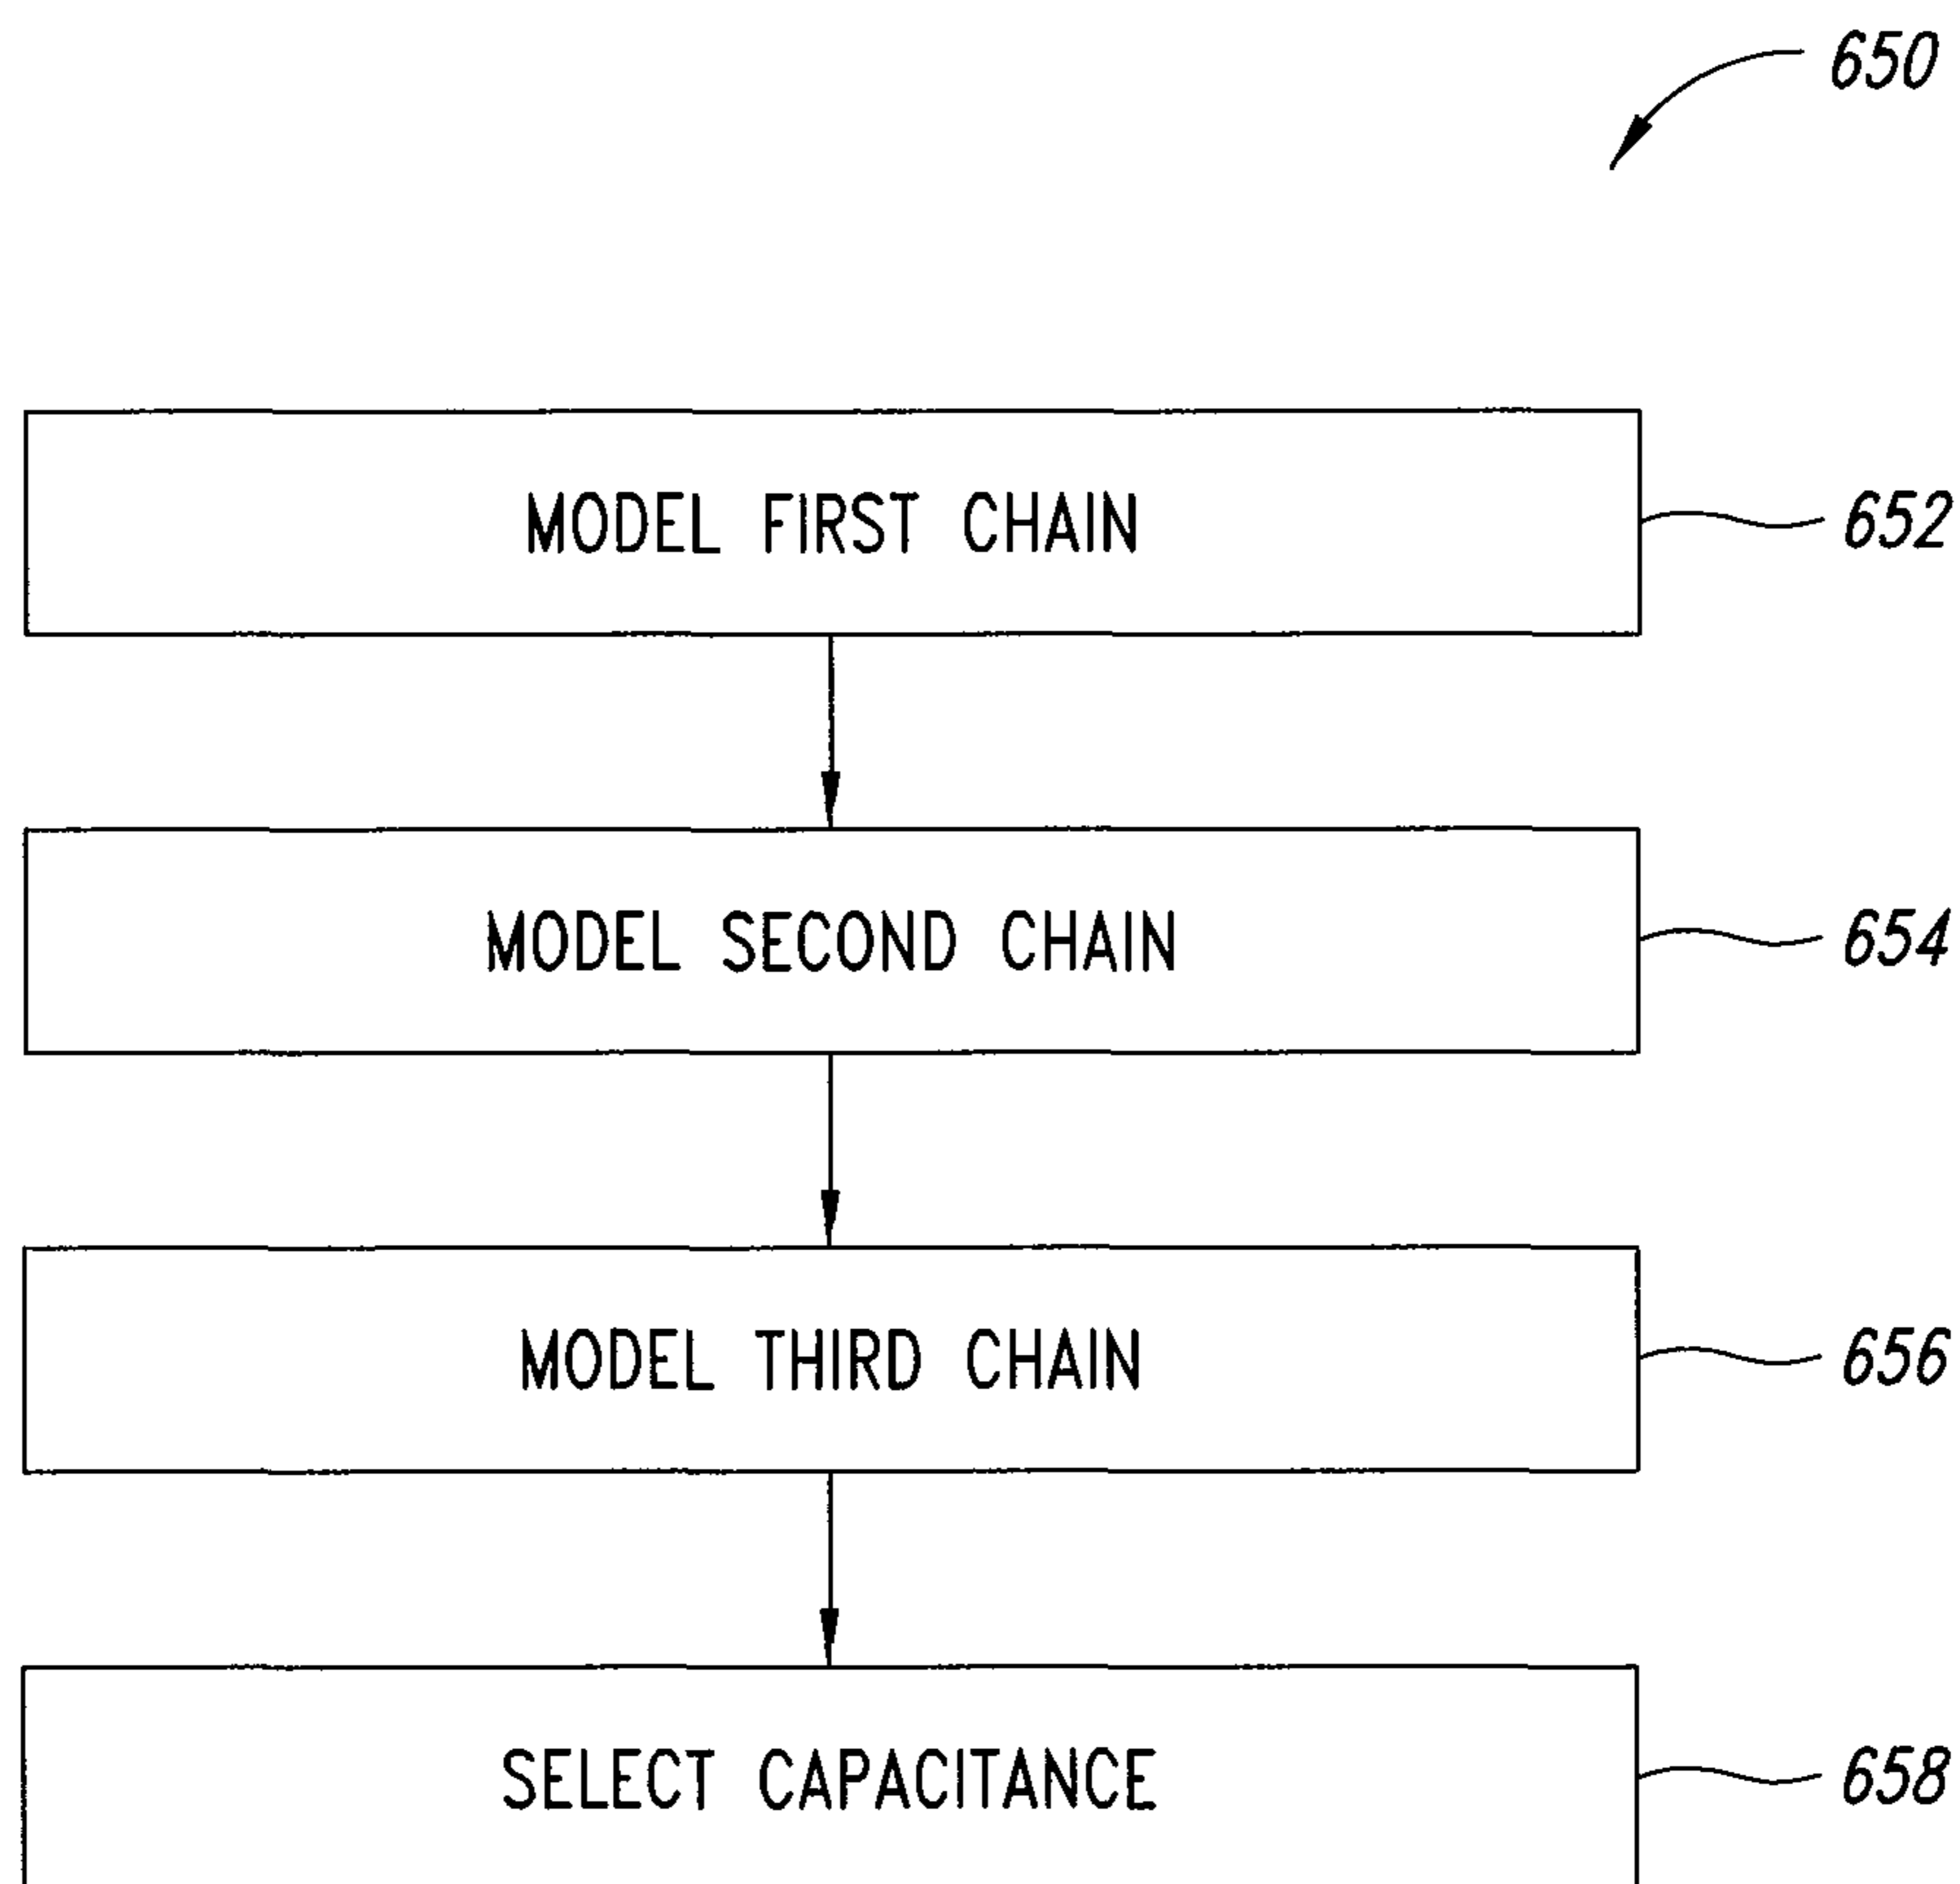 650
MODEL FIRST CHAIN
652
MODEL SECOND CHAIN
654
MODEL THIRD CHAIN
656
SELECT CAPACITANCE
658